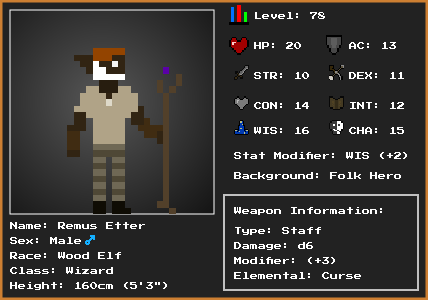 Level: 78
HP: 20 AC: 13
STR: 10 DEX: 11
CON: 14 INT: 12
WIS: 16 CHA: 15
Stat Modifier: WIS (+2)
Background: Folk Hero
Name: Remus Etter
Sex: Male ♂
Race: Wood Elf
Class: Wizard
Height: 160cm (5'3")
Weapon Information:
Type: Staff
Damage: d6
Modifier: (+3)
Elemental: Curse